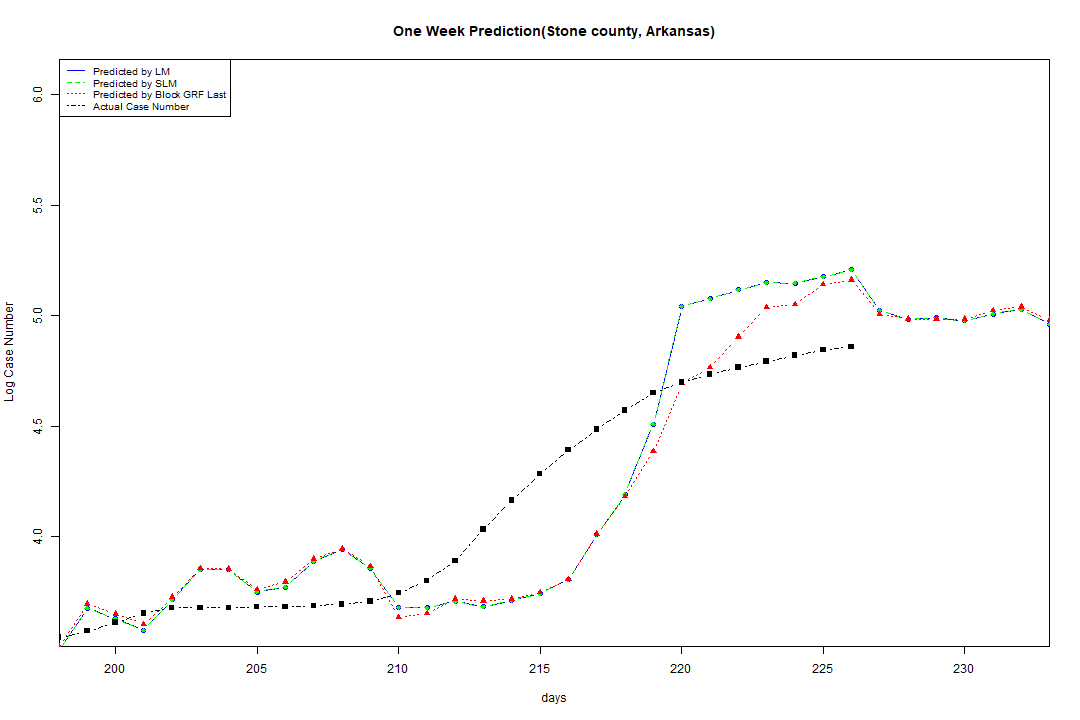 One Week Prediction(Stone county, Arkansas)
Predicted by LM
Predicted by SLM
Predicted by Block GRF Last
Actual Case Number
6.0
5.5
5.0
4.5
4.0
Log Case Number
200 205 210 215 220 225 230
days